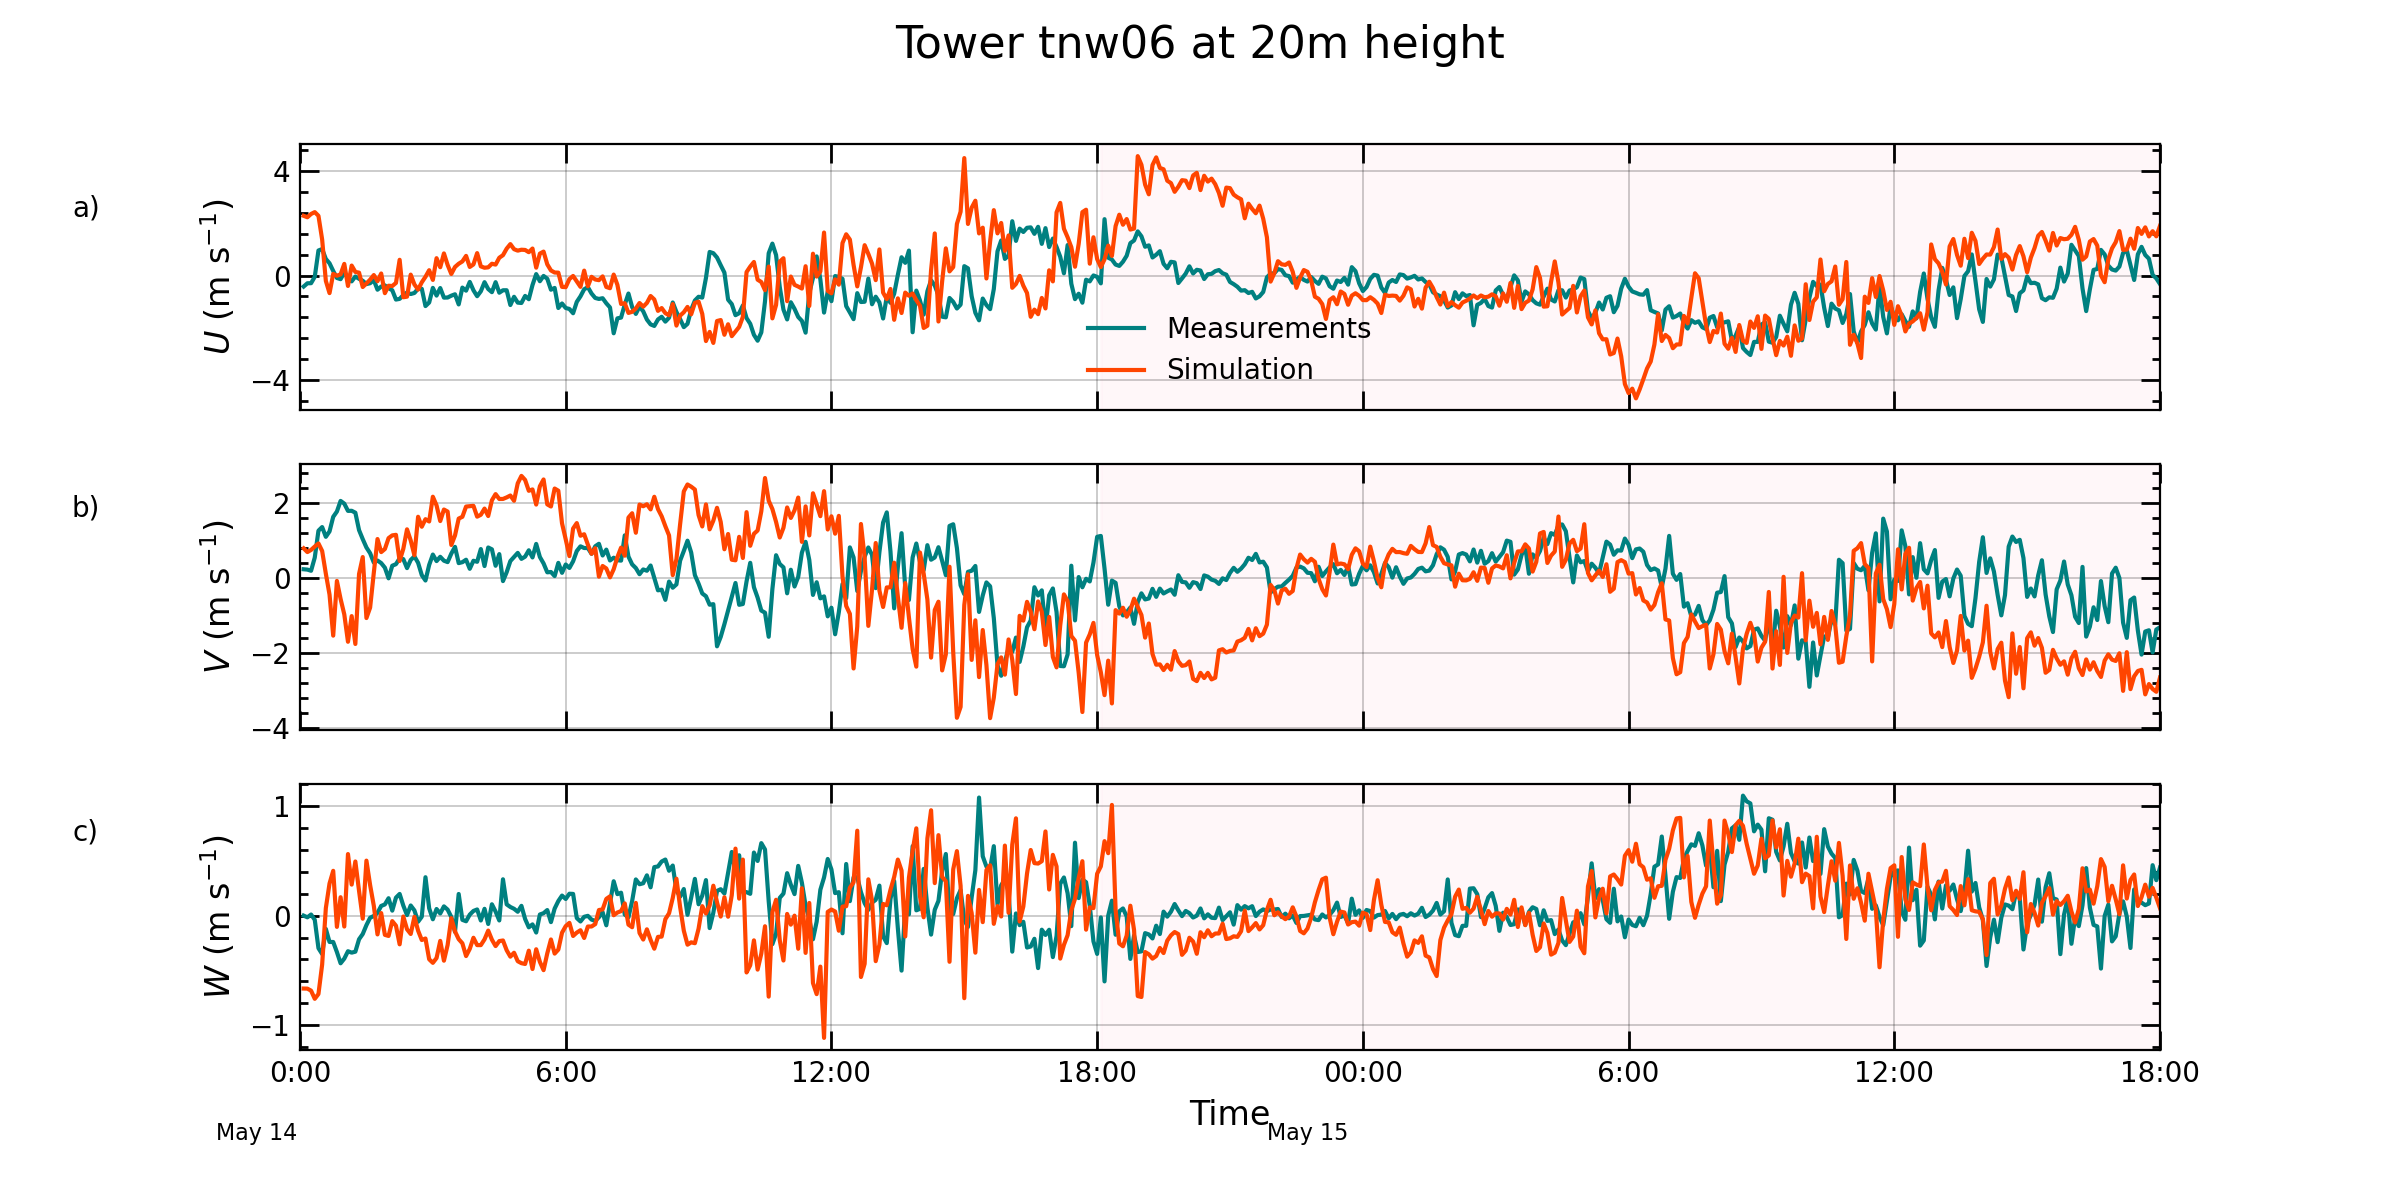 Tower tnw06 at 20m height
a)
U (m s⁻¹)
4
0
−4
Measurements
Simulation
b)
V (m s⁻¹)
2
0
−2
−4
c)
W (m s⁻¹)
1
0
−1
0:00 6:00 12:00 18:00 00:00 6:00 12:00 18:00
Time
May 14 May 15